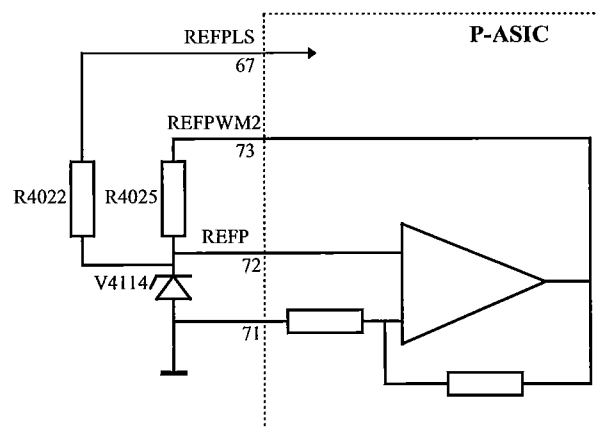 REFPLS
P-ASIC
67
REFPWM2
73
R4022
R4025
REFP
72
V4114
71